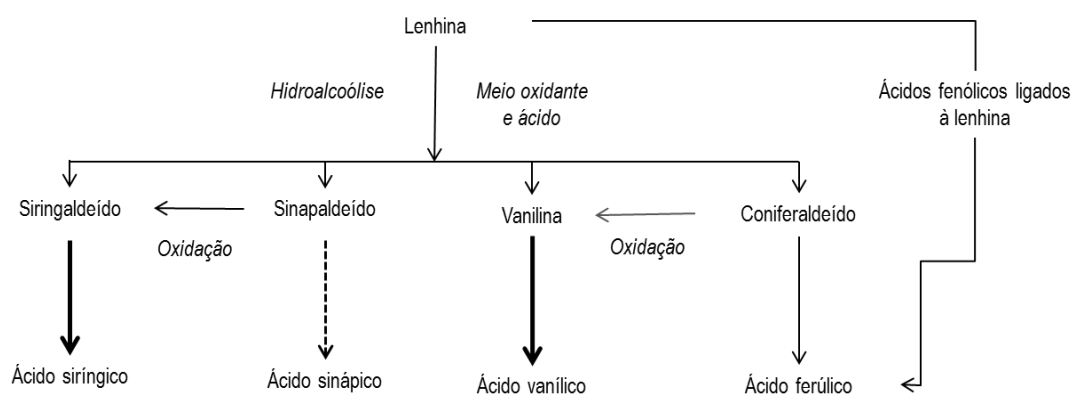 Lenhina
Hidroalcoólise
Meio oxidante
e ácido
Ácidos fenólicos ligados
à lenhina
Siringaldeído
Sinapaldeído
Vanilina
Coniferaldeído
Oxidação
Oxidação
Ácido siríngico
Ácido sinápico
Ácido vanílico
Ácido ferúlico